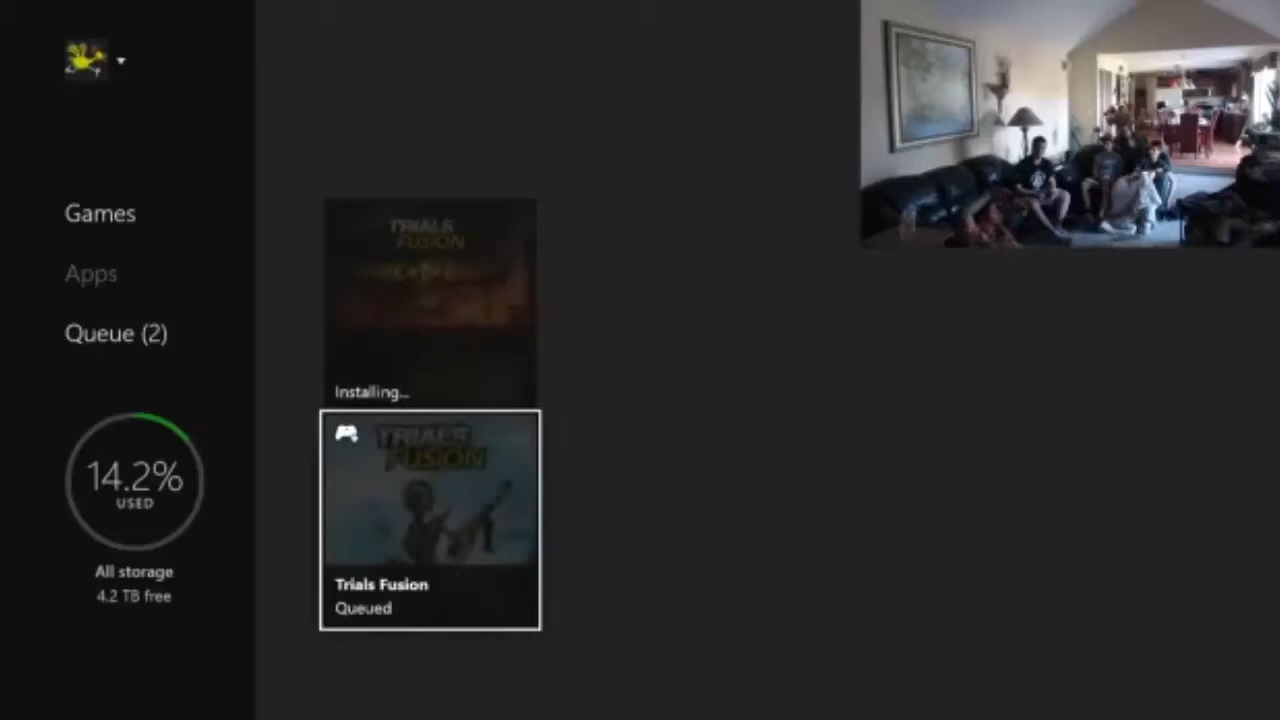 Games
Apps
Queue (2)
14.2%
USED
All storage
4.2 TB free
TRIALS
FUSION
Installing...
TRIALS
FUSION
Trials Fusion
Queued